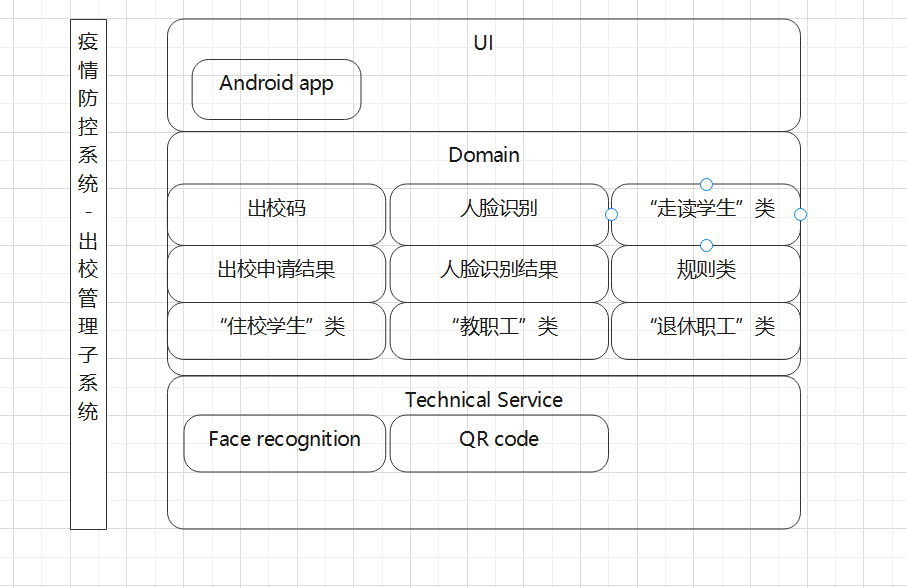 疫情防控系统-出校管理子系统
UI
Android app
Domain
出校码
人脸识别
“走读学生”类
出校申请结果
人脸识别结果
规则类
“住校学生”类
“教职工”类
“退休职工”类
Technical Service
Face recognition
QR code